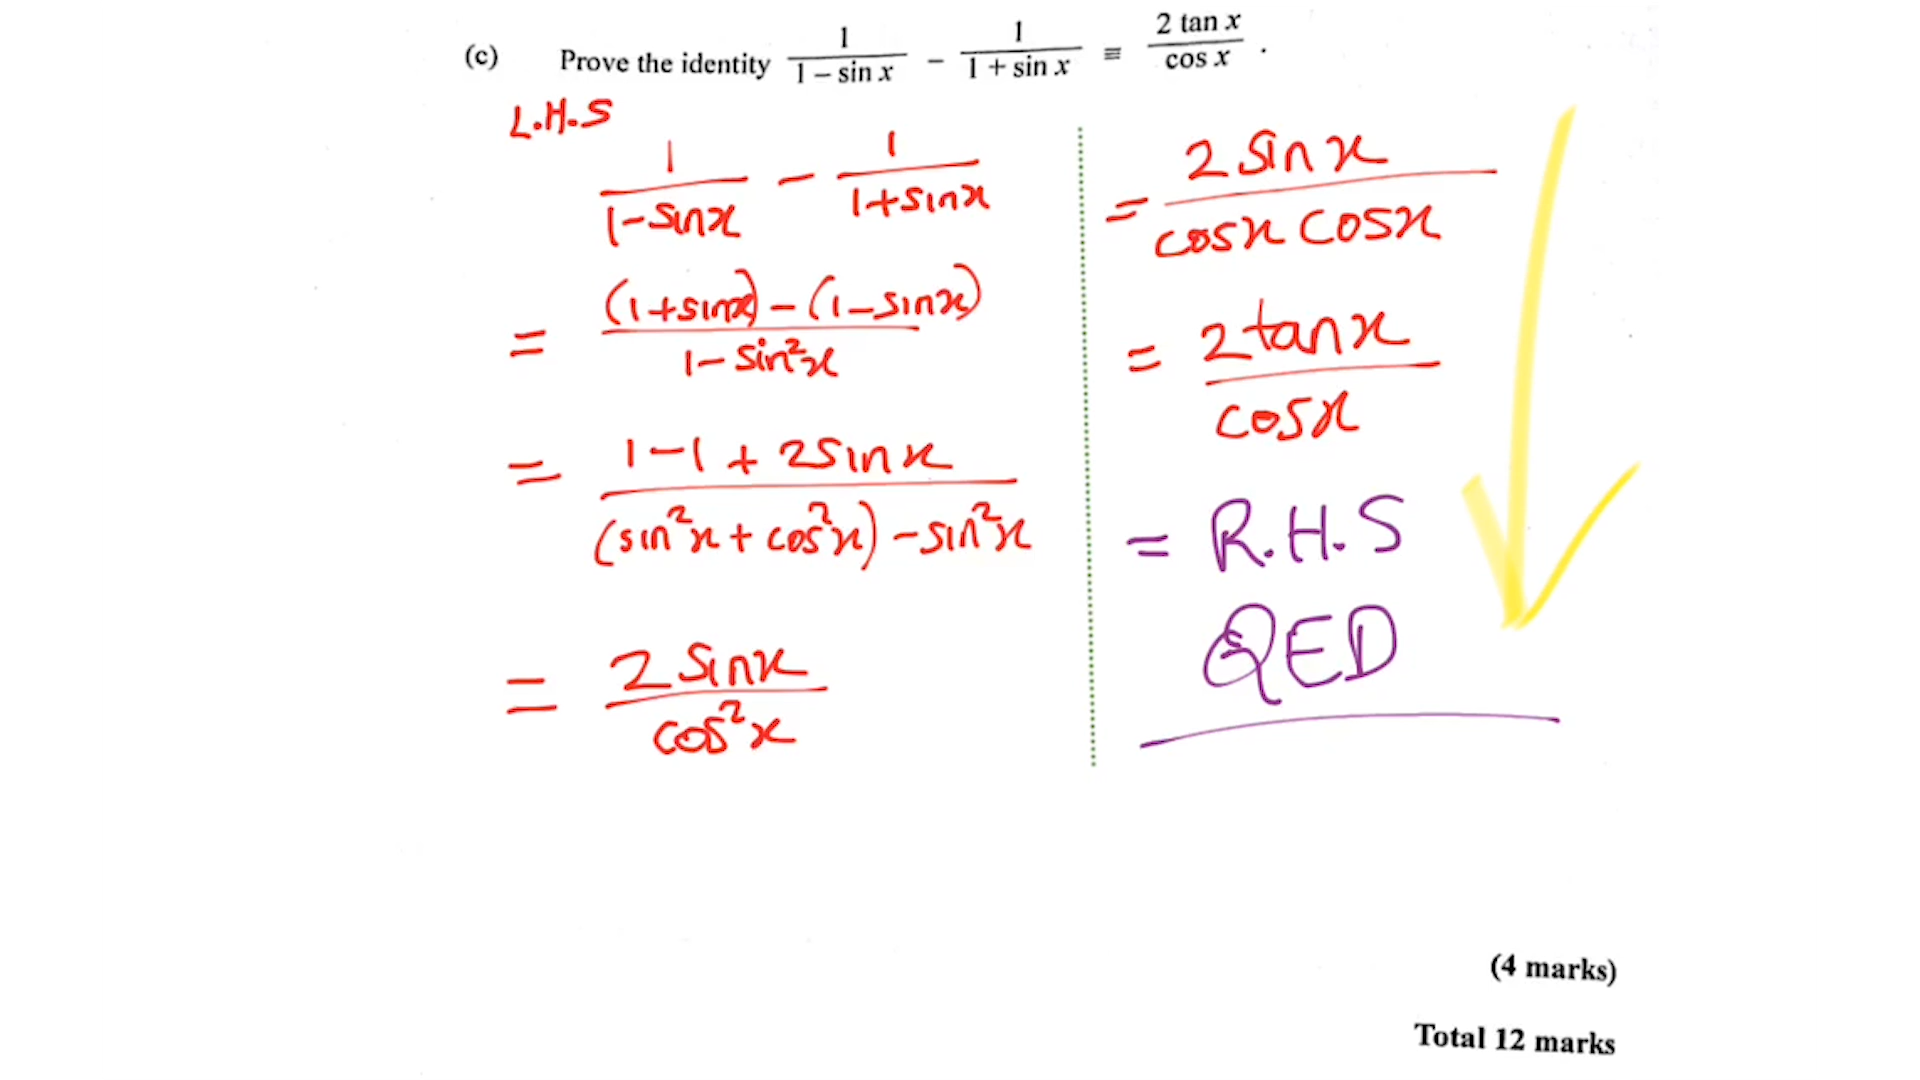 (c) Prove the identity 1/(1 – sin x) – 1/(1 + sin x) ≡ 2 tan x/cos x .
L.H.S
1/(1-sinx) - 1/(1+sinx)
= ((1+sinx) - (1-sinx))/(1-sin²x)
= (1-1+2sinx)/((sin²x + cos²x) - sin²x)
= 2sinx/cos²x
= 2sinx/(cosx cosx)
= 2tanx/cosx
= R.H.S
QED
(4 marks)
Total 12 marks